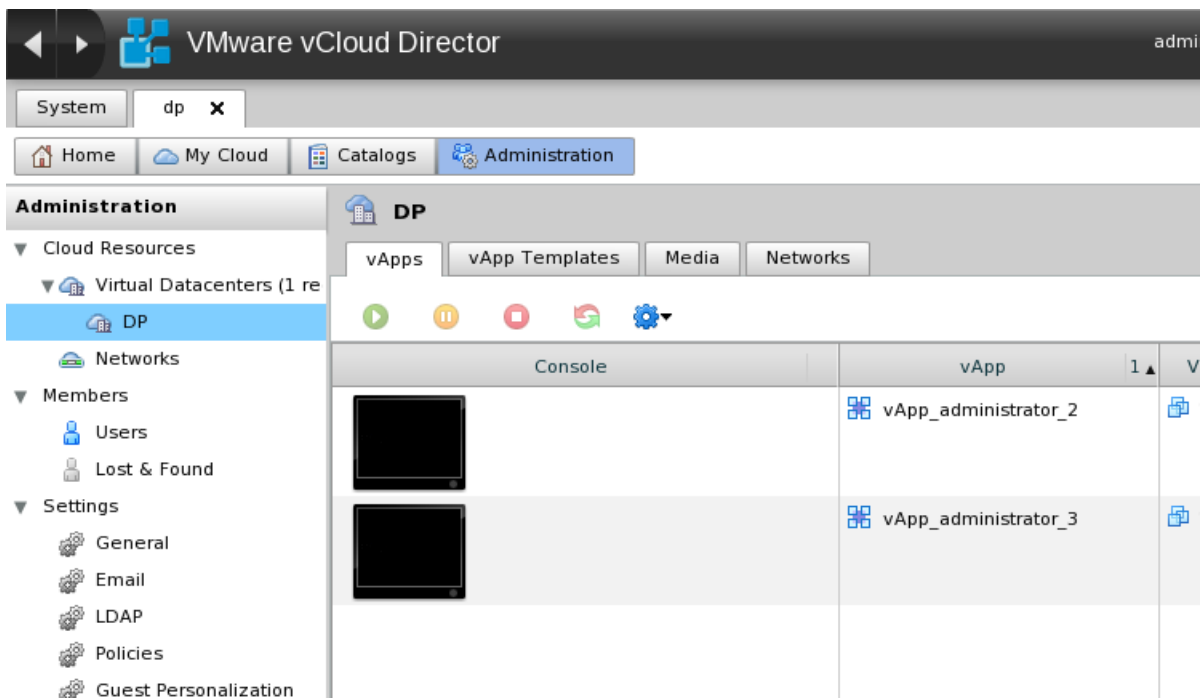 VMware vCloud Director
admi
System
dp
Home
My Cloud
Catalogs
Administration
Administration
Cloud Resources
Virtual Datacenters (1 re
DP
Networks
Members
Users
Lost & Found
Settings
General
Email
LDAP
Policies
Guest Personalization
DP
vApps
vApp Templates
Media
Networks
Console
vApp
1
V
vApp_administrator_2
vApp_administrator_3